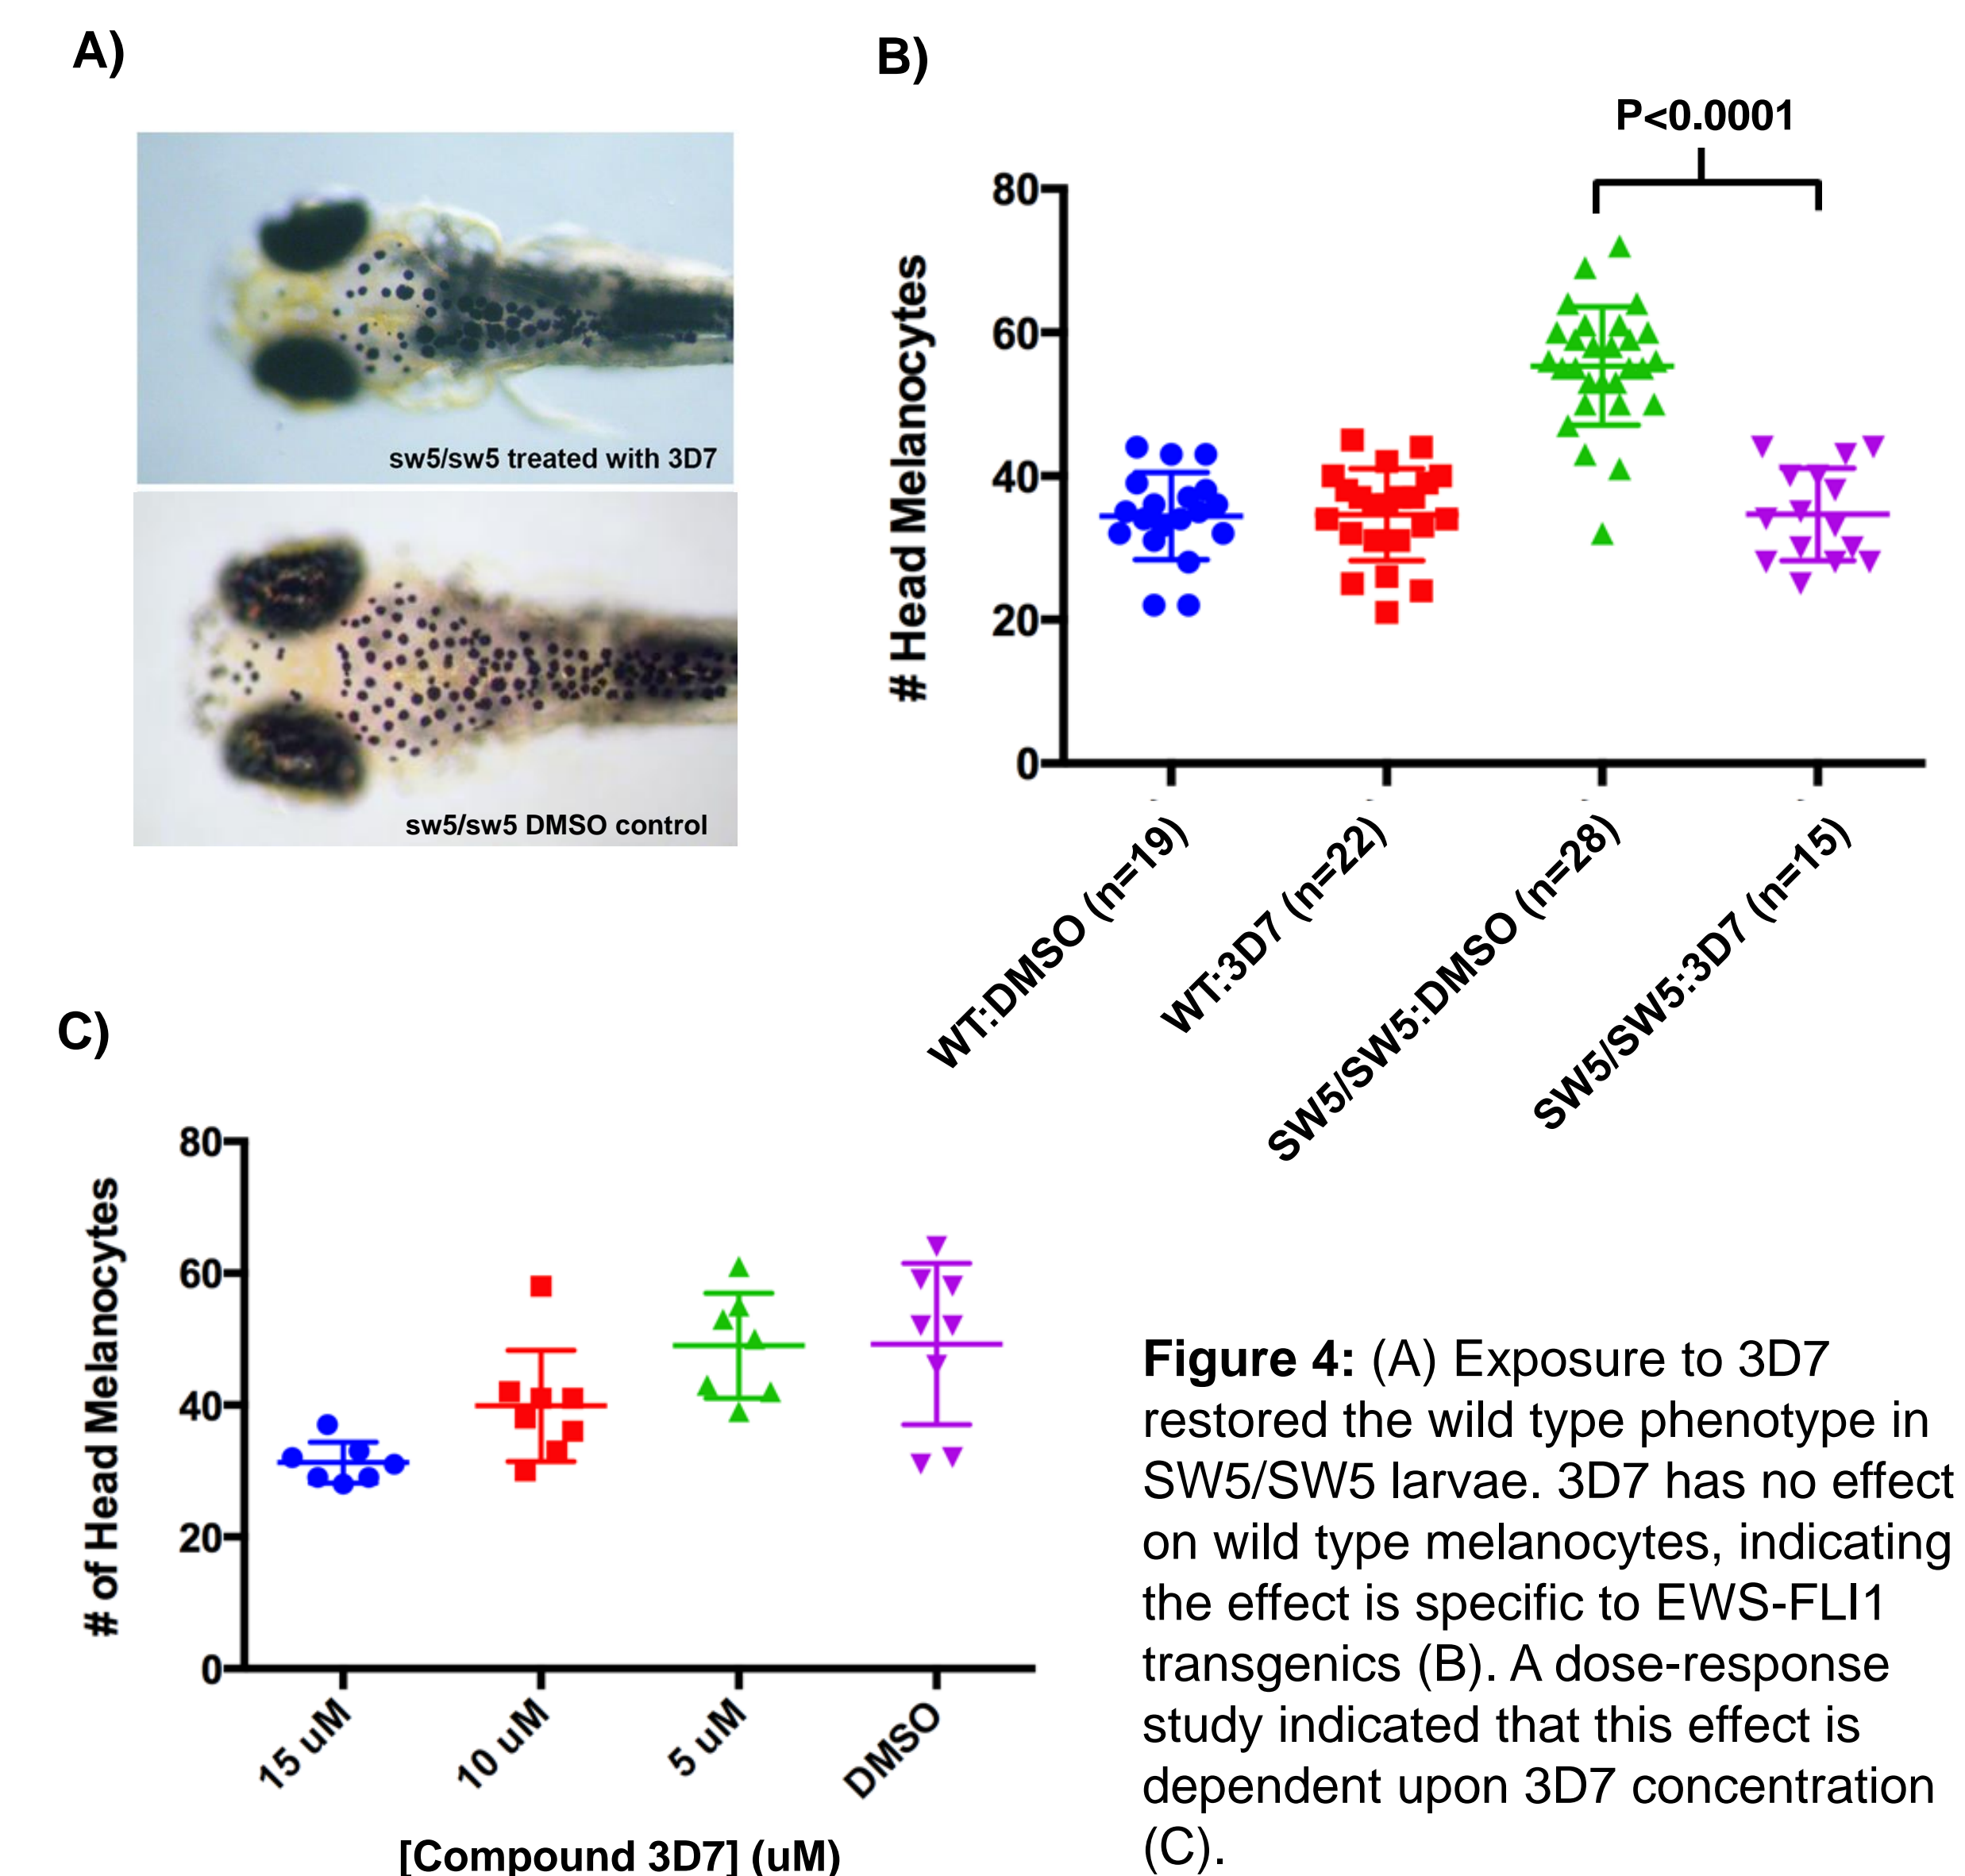 A)
sw5/sw5 treated with 3D7
sw5/sw5 DMSO control
B)
P<0.0001
# Head Melanocytes
80
60
40
20
0
WT:DMSO (n=19)
WT:3D7 (n=22)
SW5/SW5:DMSO (n=28)
SW5/SW5:3D7 (n=15)
C)
# of Head Melanocytes
80
60
40
20
0
15 uM
10 uM
5 uM
DMSO
[Compound 3D7] (uM)
Figure 4: (A) Exposure to 3D7
restored the wild type phenotype in
SW5/SW5 larvae. 3D7 has no effect
on wild type melanocytes, indicating
the effect is specific to EWS-FLI1
transgenics (B). A dose-response
study indicated that this effect is
dependent upon 3D7 concentration
(C).